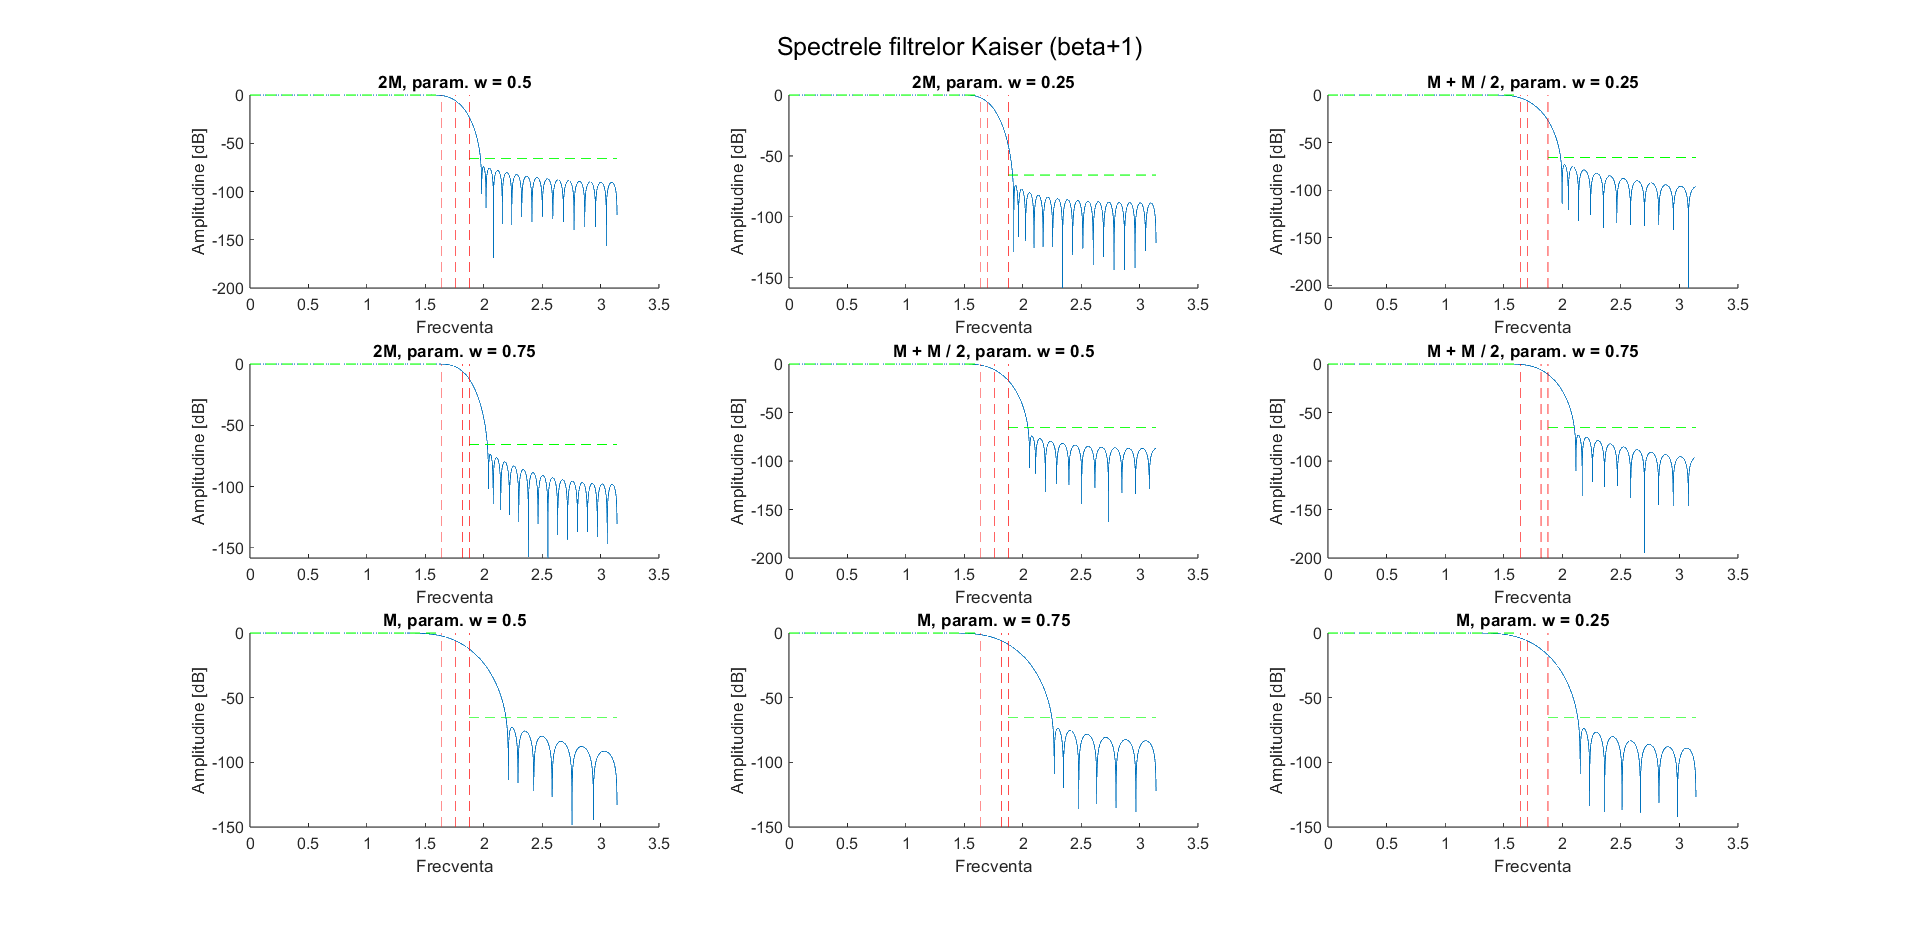 Spectrele filtrelor Kaiser (beta+1)
2M, param. w = 0.5
Amplitudine [dB]
0
-50
-100
-150
-200
0 0.5 1 1.5 2 2.5 3 3.5
Frecventa
2M, param. w = 0.25
Amplitudine [dB]
0
-50
-100
-150
0 0.5 1 1.5 2 2.5 3 3.5
Frecventa
M + M / 2, param. w = 0.25
Amplitudine [dB]
0
-50
-100
-150
-200
0 0.5 1 1.5 2 2.5 3 3.5
Frecventa
2M, param. w = 0.75
Amplitudine [dB]
0
-50
-100
-150
0 0.5 1 1.5 2 2.5 3 3.5
Frecventa
M + M / 2, param. w = 0.5
Amplitudine [dB]
0
-50
-100
-150
-200
0 0.5 1 1.5 2 2.5 3 3.5
Frecventa
M + M / 2, param. w = 0.75
Amplitudine [dB]
0
-50
-100
-150
-200
0 0.5 1 1.5 2 2.5 3 3.5
Frecventa
M, param. w = 0.5
Amplitudine [dB]
0
-50
-100
-150
0 0.5 1 1.5 2 2.5 3 3.5
Frecventa
M, param. w = 0.75
Amplitudine [dB]
0
-50
-100
-150
0 0.5 1 1.5 2 2.5 3 3.5
Frecventa
M, param. w = 0.25
Amplitudine [dB]
0
-50
-100
-150
0 0.5 1 1.5 2 2.5 3 3.5
Frecventa